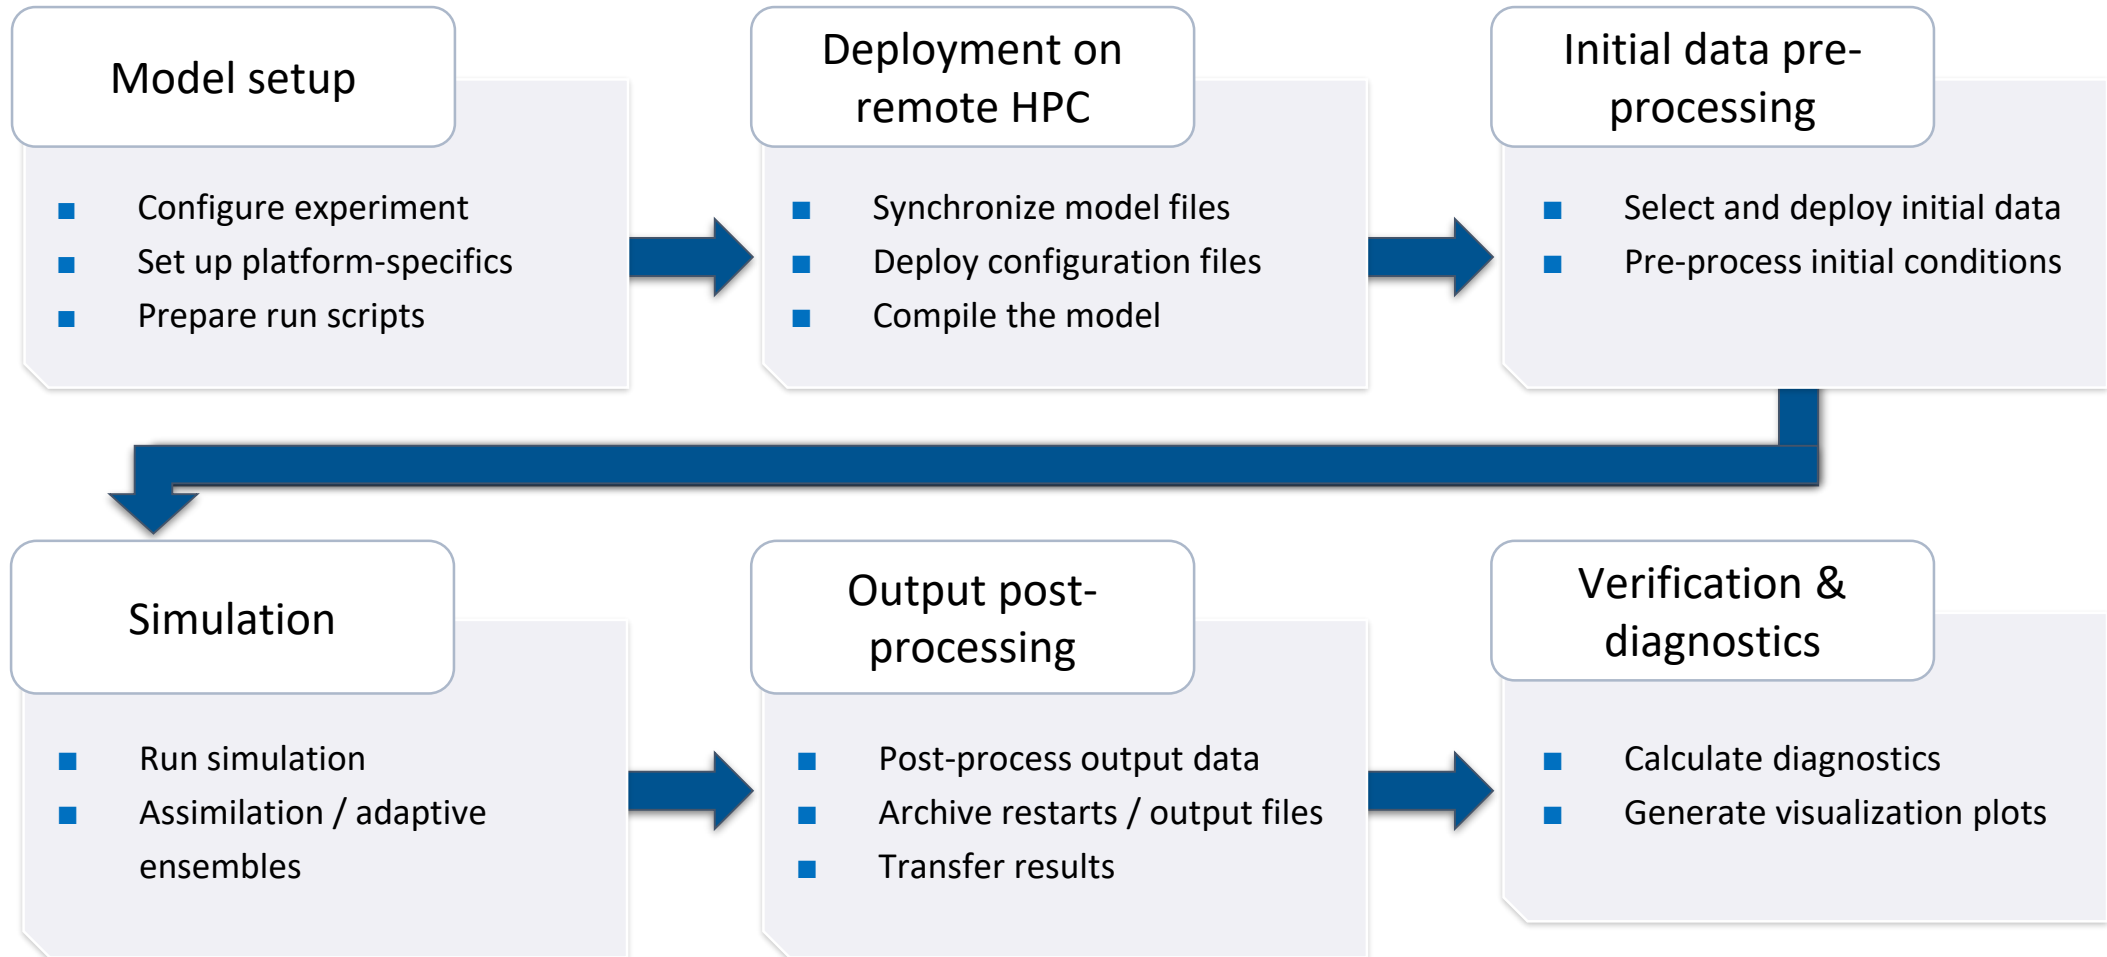 Model setup
Configure experiment
Set up platform-specifics
Prepare run scripts
Deployment on
remote HPC
Synchronize model files
Deploy configuration files
Compile the model
Initial data pre-
processing
Select and deploy initial data
Pre-process initial conditions
Simulation
Run simulation
Assimilation / adaptive
ensembles
Output post-
processing
Post-process output data
Archive restarts / output files
Transfer results
Verification &
diagnostics
Calculate diagnostics
Generate visualization plots